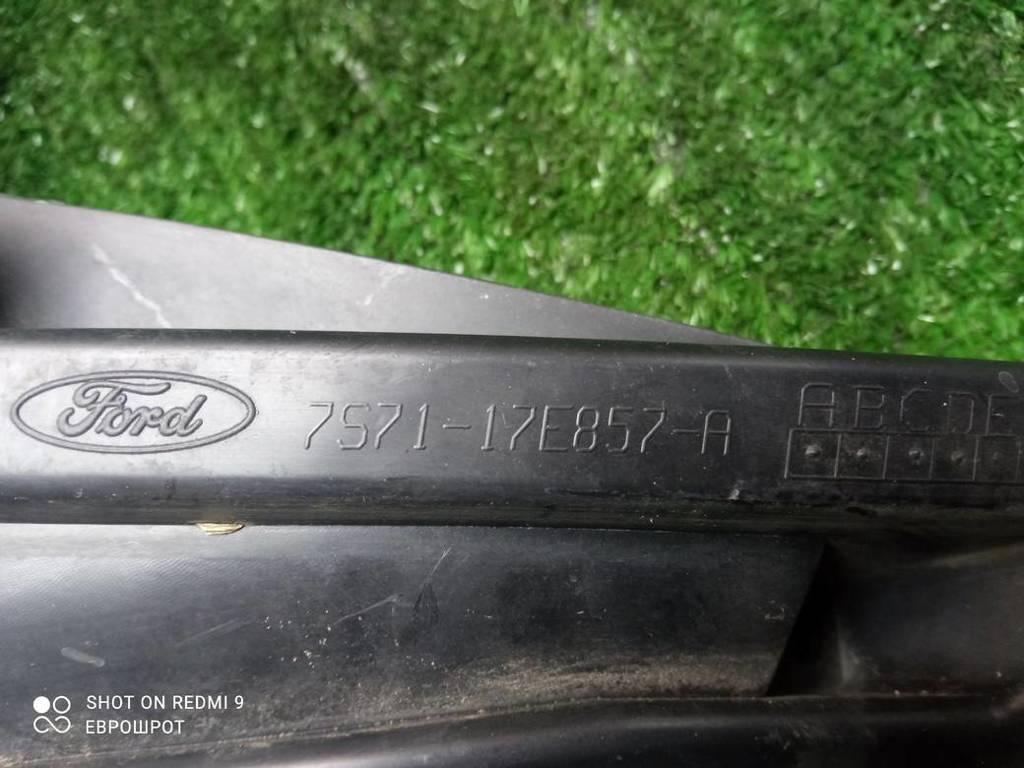 Ford
7S71-17E857-A
ABCDE
SHOT ON REDMI 9
ЕВРОШРОТ